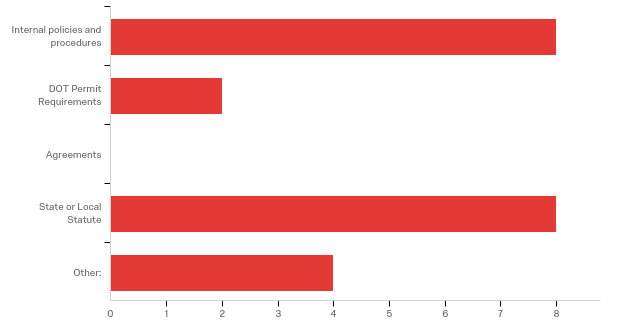 Internal policies and
procedures
DOT Permit
Requirements
Agreements
State or Local
Statute
Other:
0 1 2 3 4 5 6 7 8